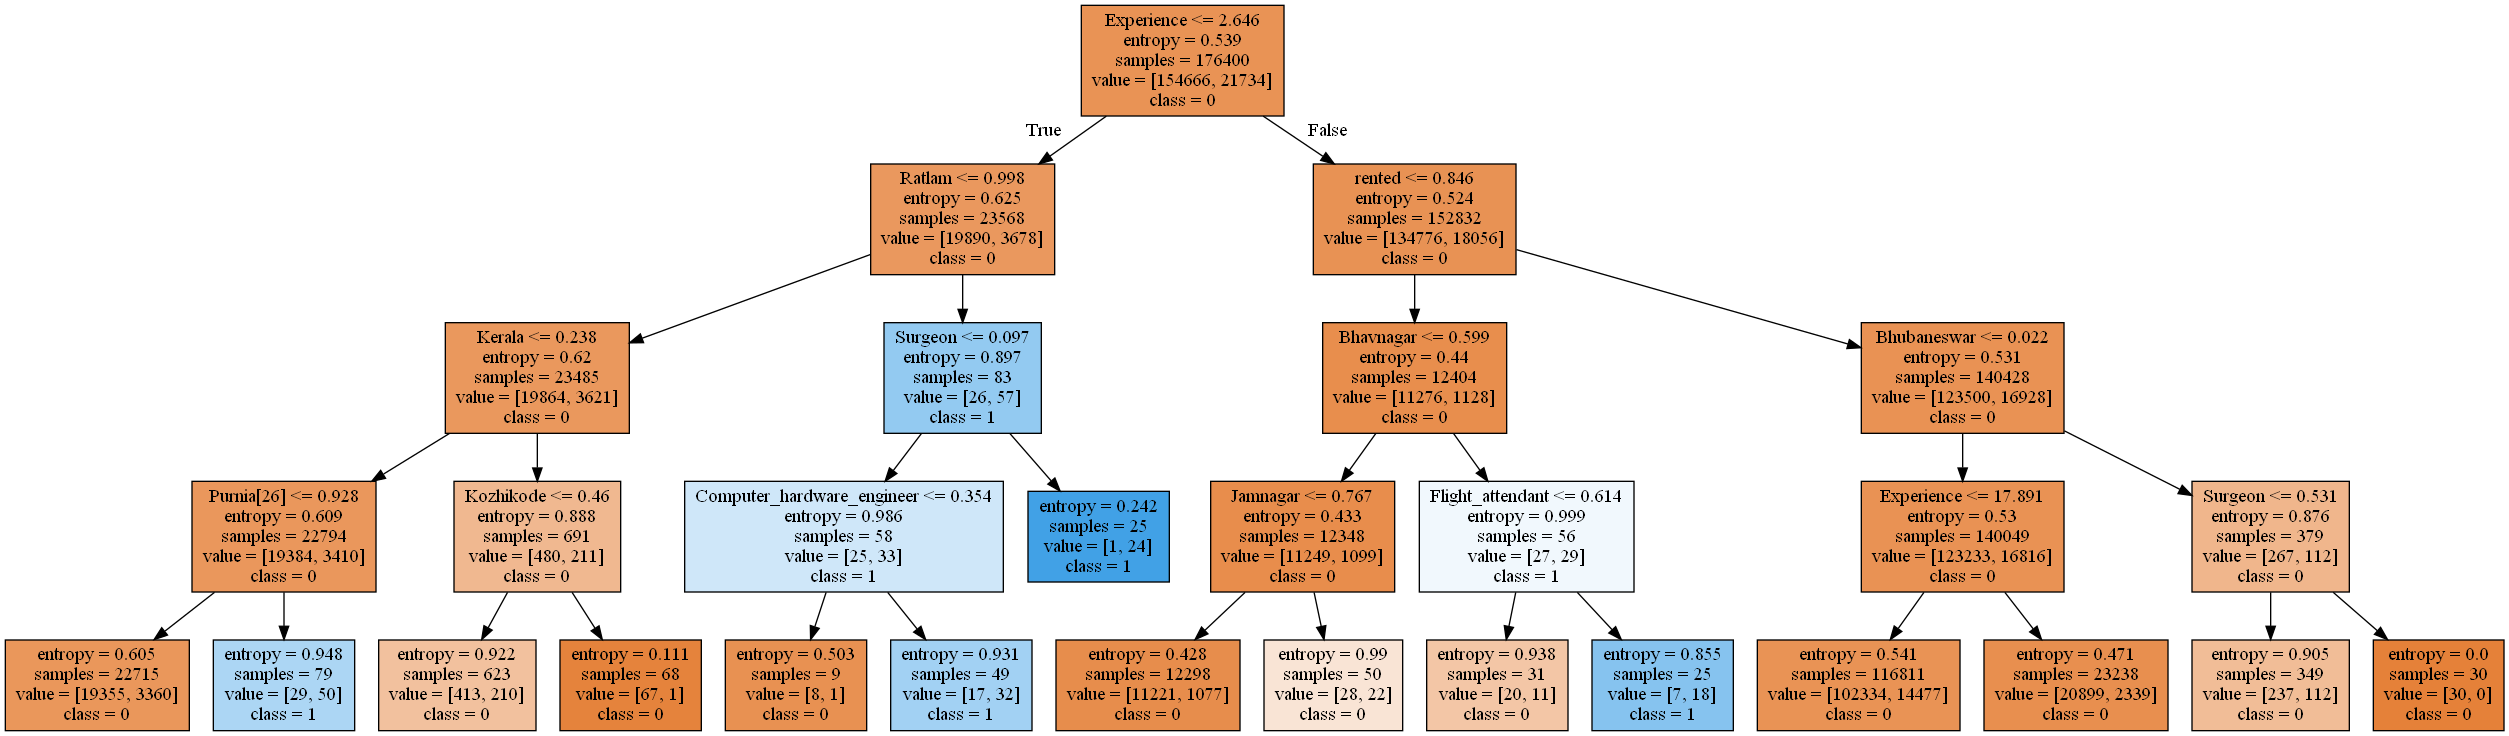 Experience <= 2.646
entropy = 0.539
samples = 176400
value = [154666, 21734]
class = 0
True
False
Ratlam <= 0.998
entropy = 0.625
samples = 23568
value = [19890, 3678]
class = 0
rented <= 0.846
entropy = 0.524
samples = 152832
value = [134776, 18056]
class = 0
Kerala <= 0.238
entropy = 0.62
samples = 23485
value = [19864, 3621]
class = 0
Surgeon <= 0.097
entropy = 0.897
samples = 83
value = [26, 57]
class = 1
Bhavnagar <= 0.599
entropy = 0.44
samples = 12404
value = [11276, 1128]
class = 0
Bhubaneswar <= 0.022
entropy = 0.531
samples = 140428
value = [123500, 16928]
class = 0
Purnia[26] <= 0.928
entropy = 0.609
samples = 22794
value = [19384, 3410]
class = 0
Kozhikode <= 0.46
entropy = 0.888
samples = 691
value = [480, 211]
class = 0
Computer_hardware_engineer <= 0.354
entropy = 0.986
samples = 58
value = [25, 33]
class = 1
entropy = 0.242
samples = 25
value = [1, 24]
class = 1
Jamnagar <= 0.767
entropy = 0.433
samples = 12348
value = [11249, 1099]
class = 0
Flight_attendant <= 0.614
entropy = 0.999
samples = 56
value = [27, 29]
class = 1
Experience <= 17.891
entropy = 0.53
samples = 140049
value = [123233, 16816]
class = 0
Surgeon <= 0.531
entropy = 0.876
samples = 379
value = [267, 112]
class = 0
entropy = 0.605
samples = 22715
value = [19355, 3360]
class = 0
entropy = 0.948
samples = 79
value = [29, 50]
class = 1
entropy = 0.922
samples = 623
value = [413, 210]
class = 0
entropy = 0.111
samples = 68
value = [67, 1]
class = 0
entropy = 0.503
samples = 9
value = [8, 1]
class = 0
entropy = 0.931
samples = 49
value = [17, 32]
class = 1
entropy = 0.428
samples = 12298
value = [11221, 1077]
class = 0
entropy = 0.99
samples = 50
value = [28, 22]
class = 0
entropy = 0.938
samples = 31
value = [20, 11]
class = 0
entropy = 0.855
samples = 25
value = [7, 18]
class = 1
entropy = 0.541
samples = 116811
value = [102334, 14477]
class = 0
entropy = 0.471
samples = 23238
value = [20899, 2339]
class = 0
entropy = 0.905
samples = 349
value = [237, 112]
class = 0
entropy = 0.0
samples = 30
value = [30, 0]
class = 0